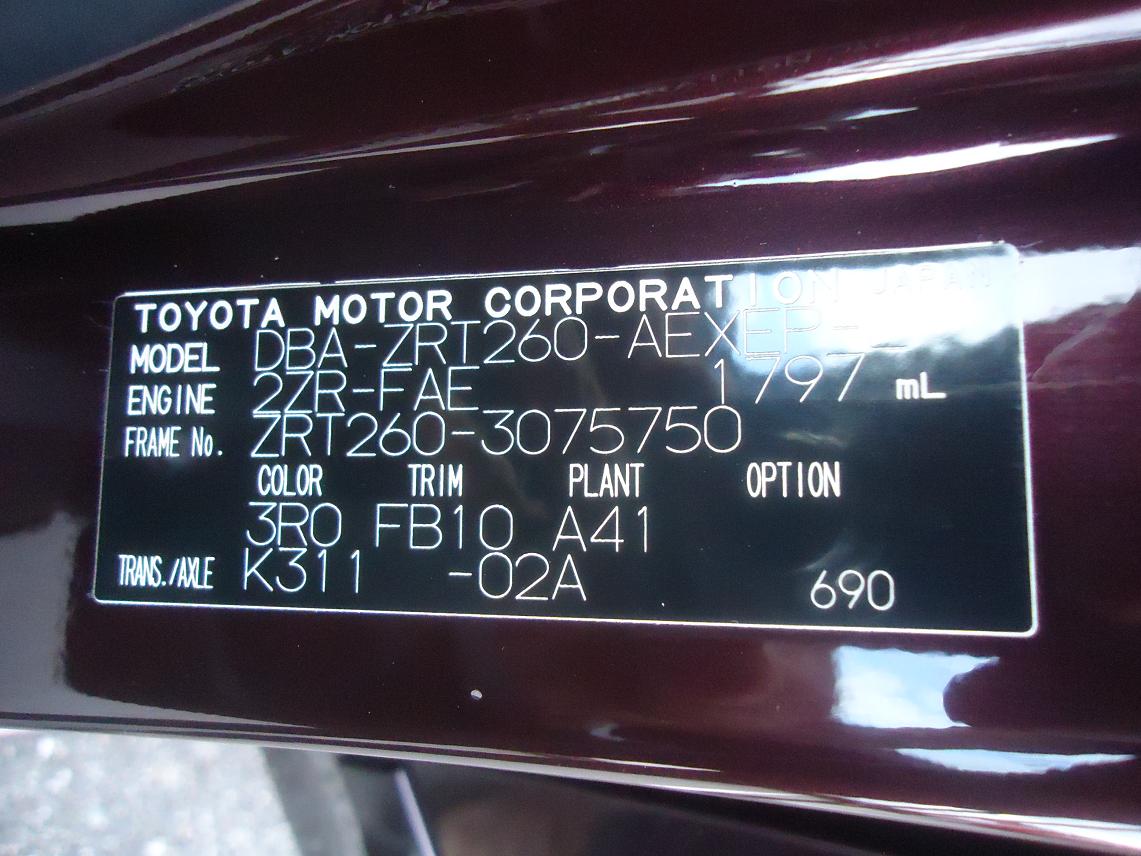 TOYOTA MOTOR CORPORATION JAPAN
MODEL DBA-ZRT260-AEXEP-
ENGINE 2ZR-FAE 1797 mL
FRAME No. ZRT260-3075750
COLOR TRIM PLANT OPTION
3R0 FB10 A41
TRANS./AXLE K311 -02A 690